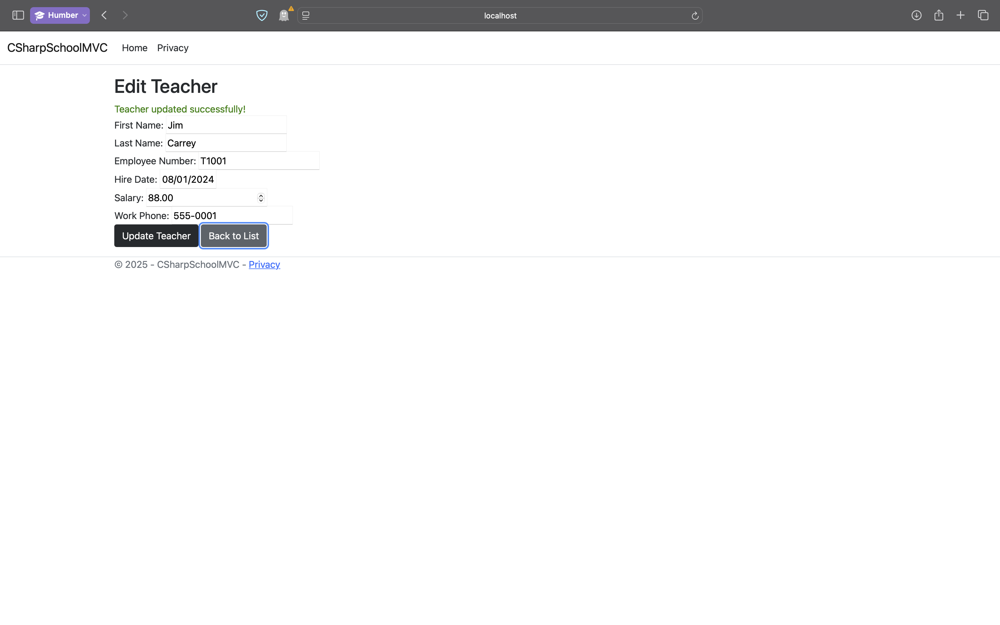 Humber
localhost
CSharpSchoolMVC Home Privacy
Edit Teacher
Teacher updated successfully!
First Name: Jim
Last Name: Carrey
Employee Number: T1001
Hire Date: 08/01/2024
Salary: 88.00
Work Phone: 555-0001
Update Teacher Back to List
© 2025 - CSharpSchoolMVC - Privacy